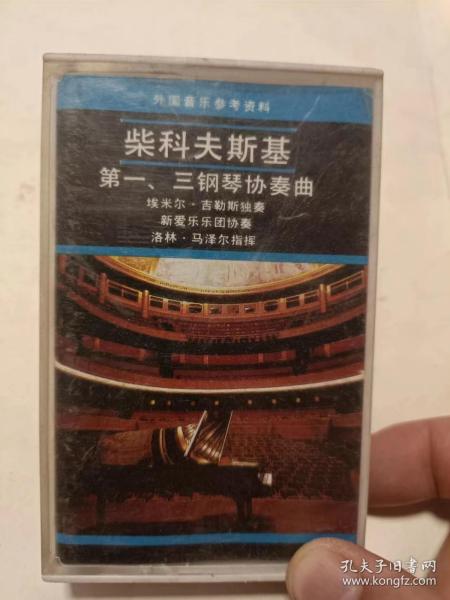 外国音乐参考资料
柴科夫斯基
第一、三钢琴协奏曲
埃米尔·吉勒斯独奏
新爱乐乐团协奏
洛林·马泽尔指挥
孔夫子旧书网
www.kongfz.com